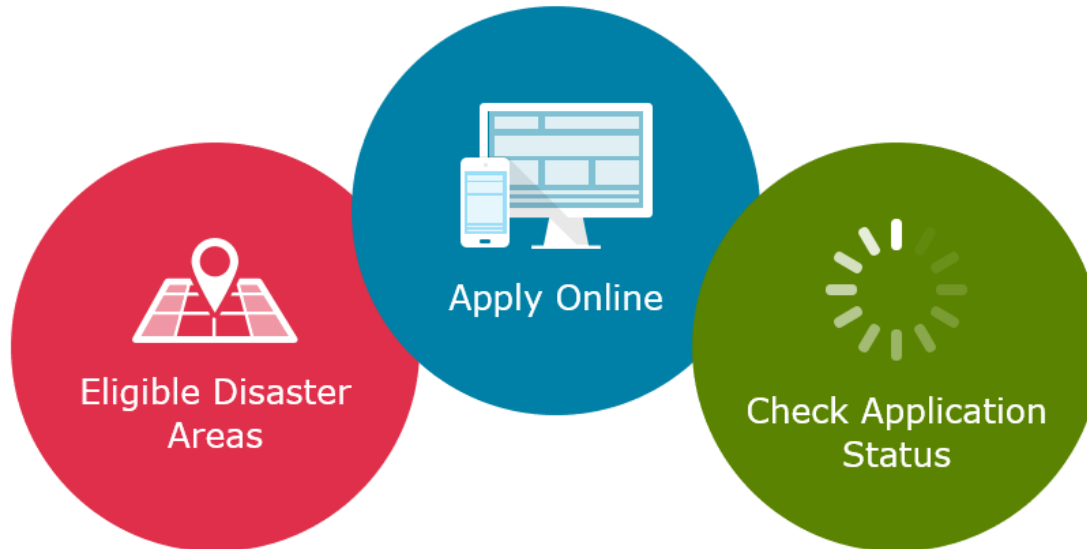 Eligible Disaster
Areas
Apply Online
Check Application
Status